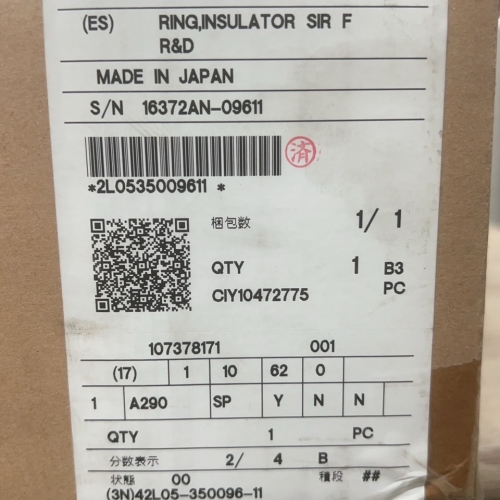 (ES) RING,INSULATOR SIR F
R&D
MADE IN JAPAN
S/N 16372AN-09611
済
*2L0535009611 *
梱包数 1/ 1
QTY 1 B3
CIY10472775 PC
107378171 001
(17) 1 10 62 0
1 A290 SP Y N N
QTY 1 PC
分数表示 2/ 4 B
状態 00 積段 ##
(3N)42L05-350096-11